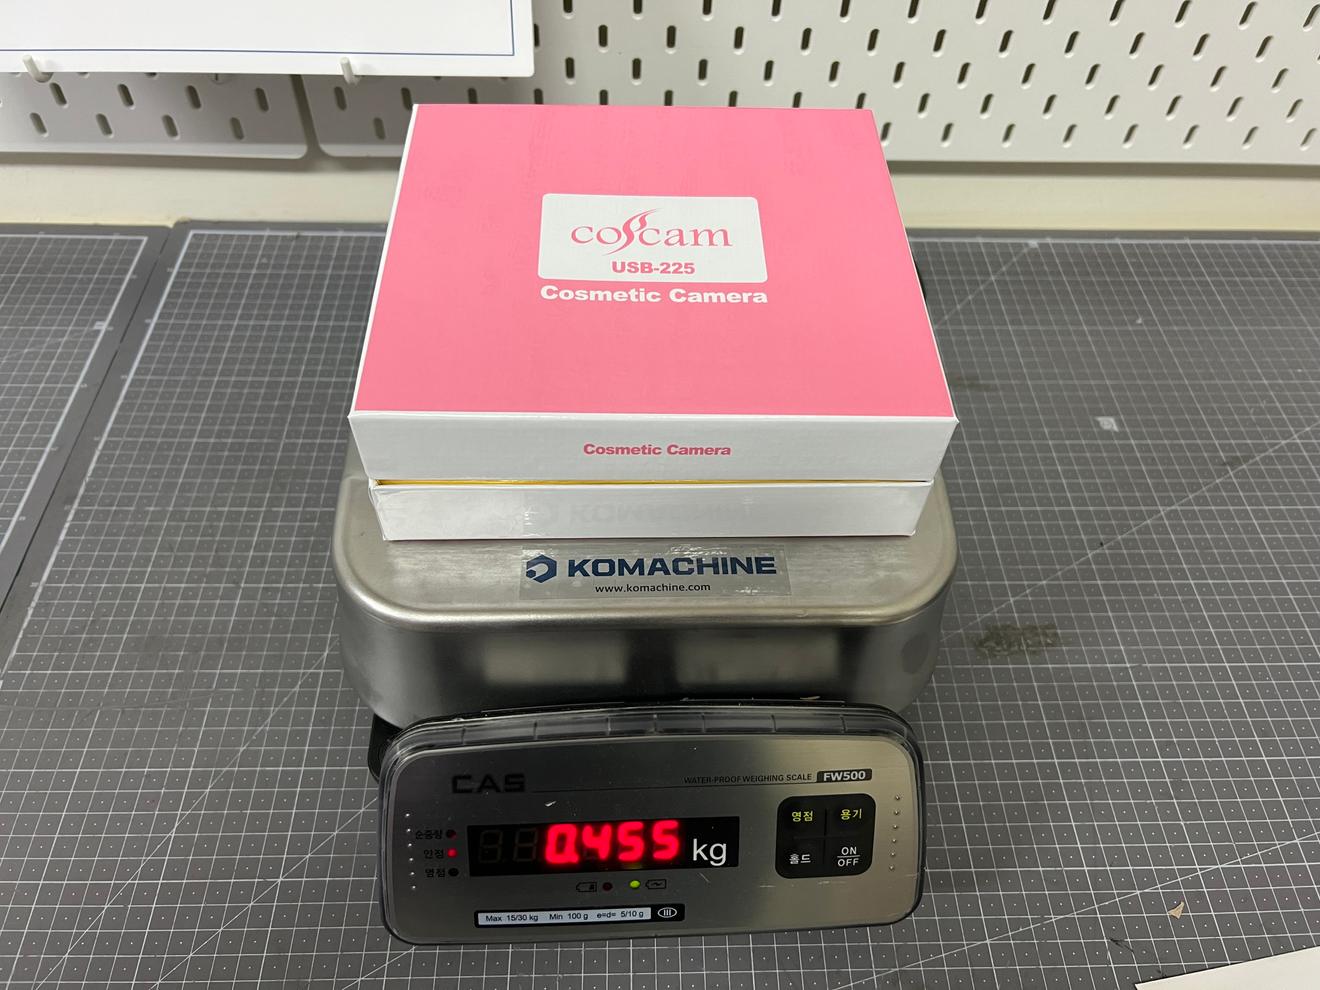 coscam
USB-225
Cosmetic Camera
Cosmetic Camera
KOMACHINE
www.komachine.com
CAS
WATER-PROOF WEIGHING SCALE FW500
순중량
안정
영점
0.455 kg
영점 용기
홀드 ON/OFF
Max 15/30 kg Min 100 g e=d= 5/10 g III